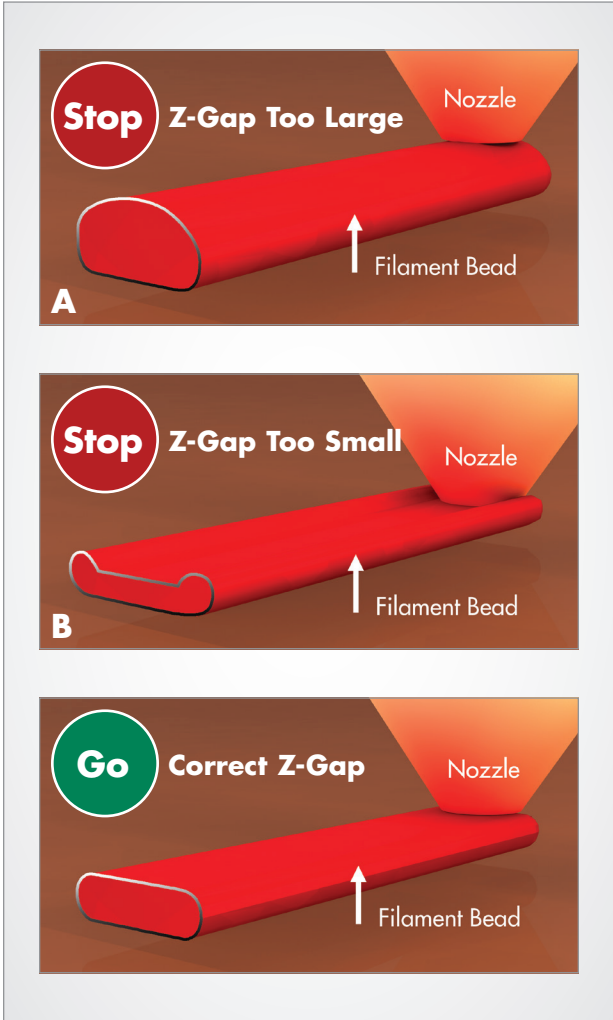 Stop
Z-Gap Too Large
Nozzle
Filament Bead
A
Stop
Z-Gap Too Small
Nozzle
Filament Bead
B
Go
Correct Z-Gap
Nozzle
Filament Bead